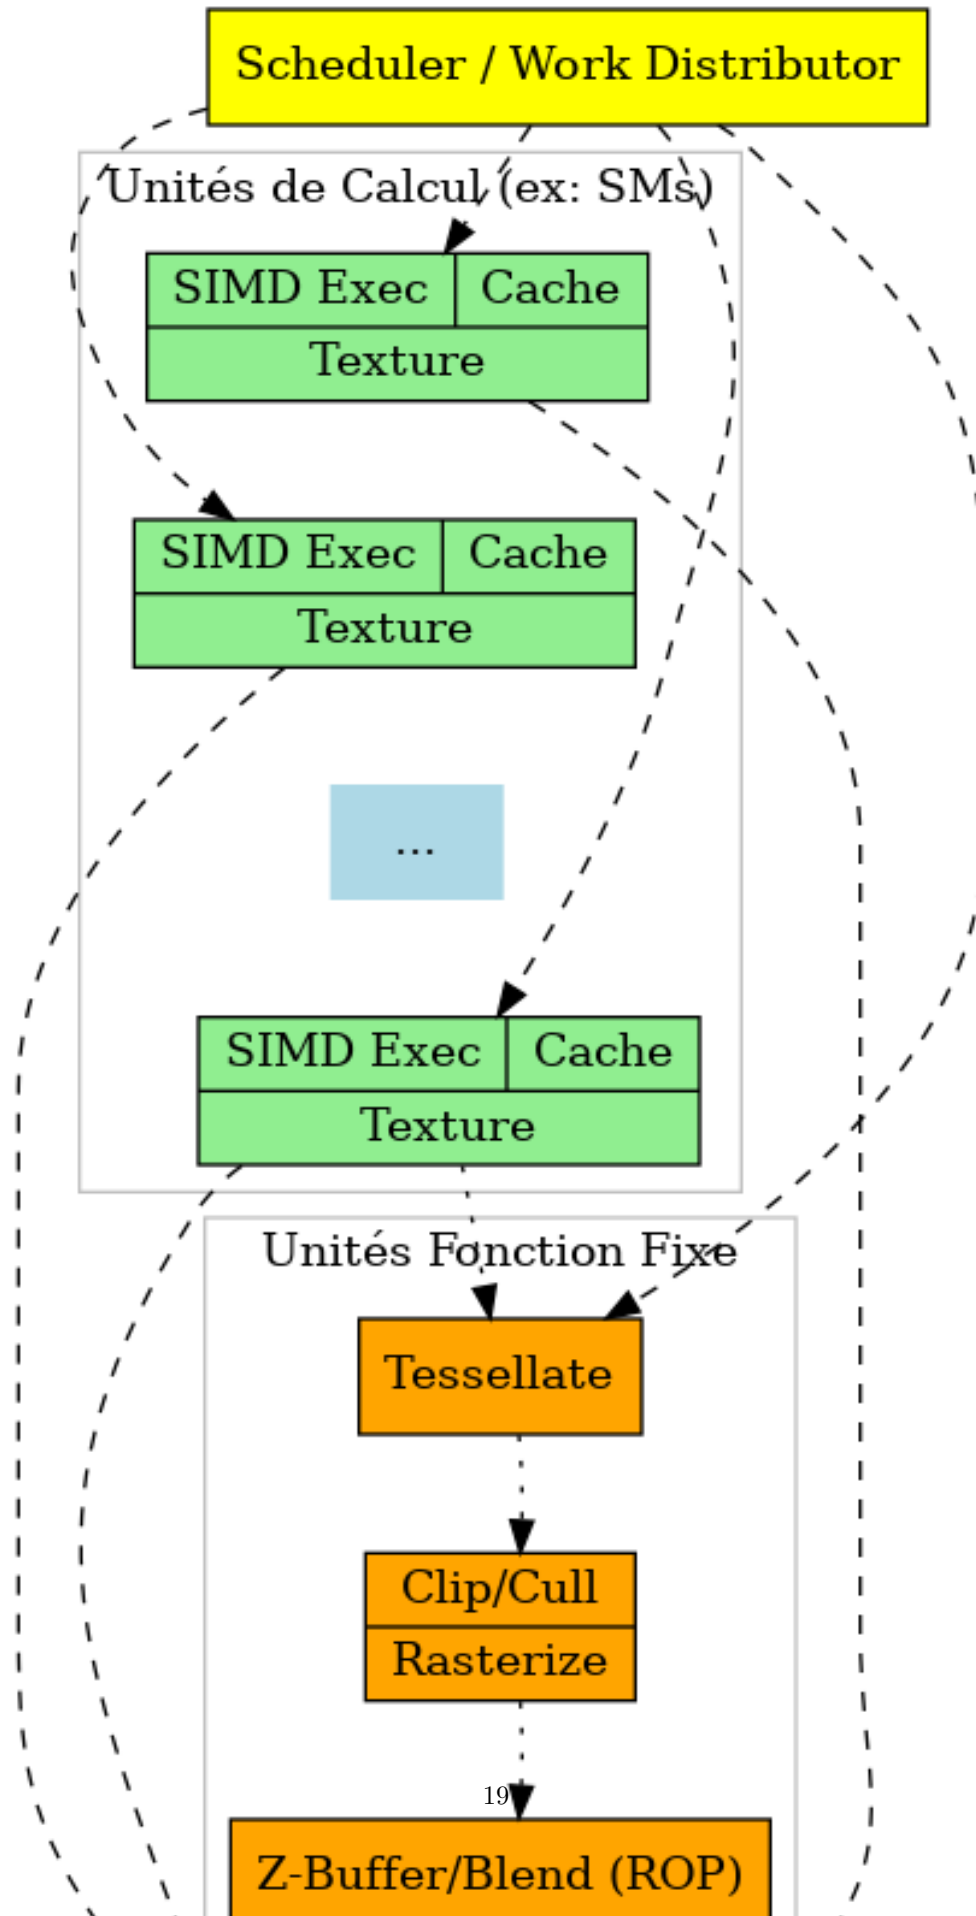 Scheduler / Work Distributor
Unités de Calcul (ex: SMs)
SIMD Exec Cache
Texture
SIMD Exec Cache
Texture
...
SIMD Exec Cache
Texture
Unités Fonction Fixe
Tessellate
Clip/Cull
Rasterize
19
Z-Buffer/Blend (ROP)